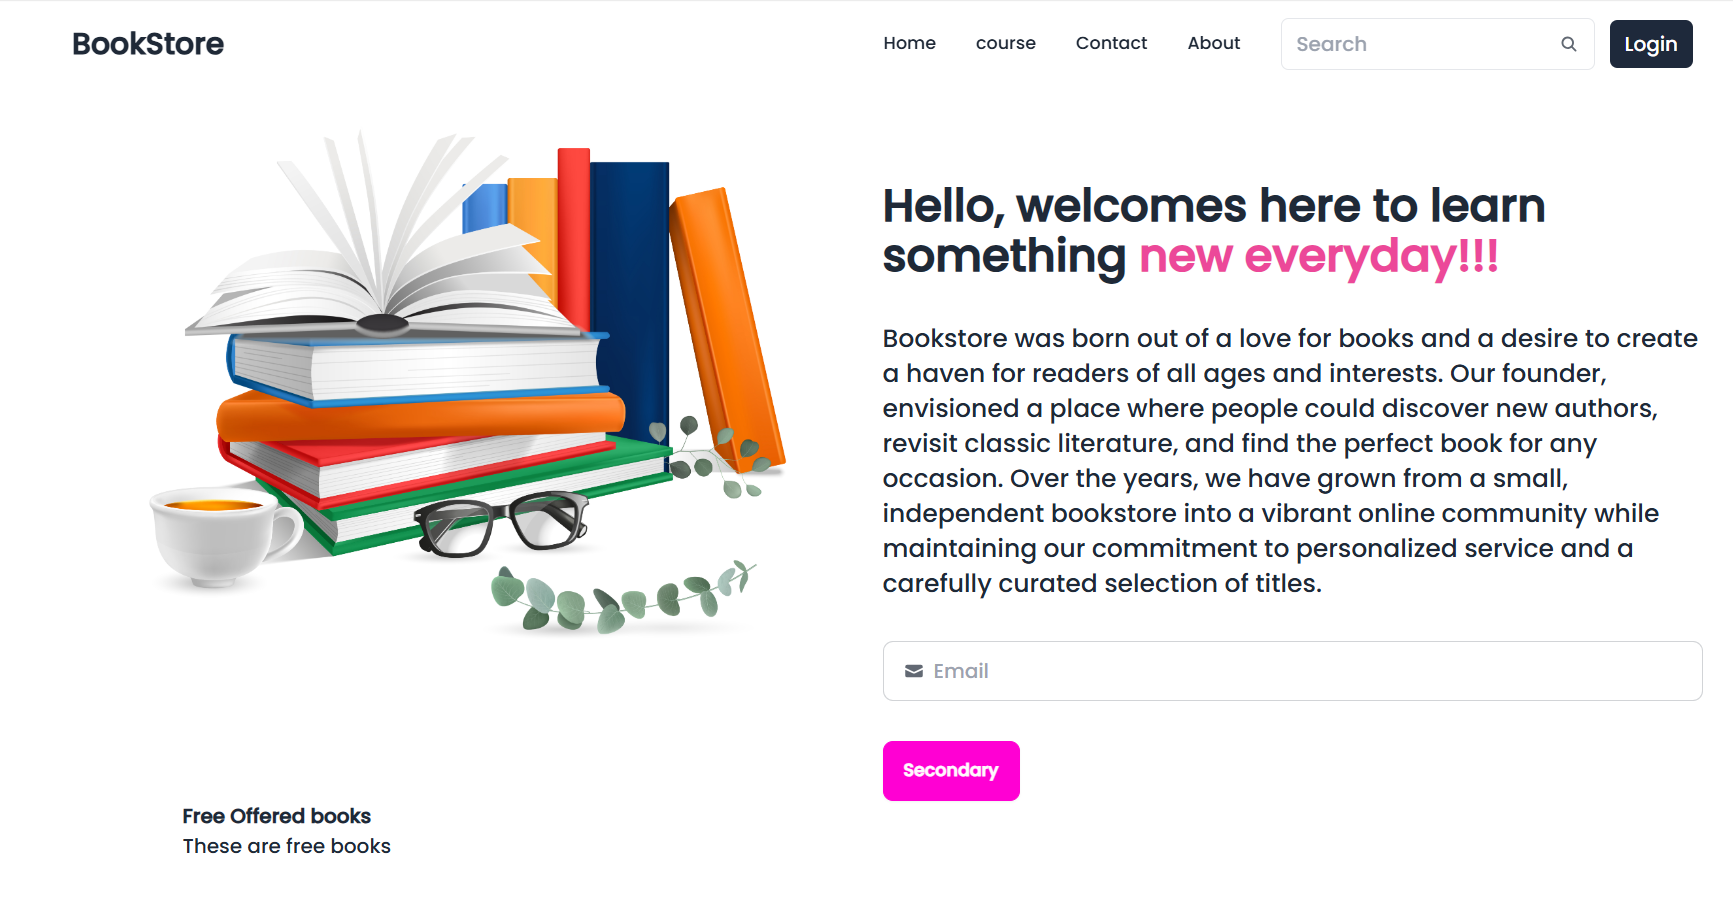 BookStore
Home course Contact About Search Login
Hello, welcomes here to learn
something new everyday!!!
Bookstore was born out of a love for books and a desire to create
a haven for readers of all ages and interests. Our founder,
envisioned a place where people could discover new authors,
revisit classic literature, and find the perfect book for any
occasion. Over the years, we have grown from a small,
independent bookstore into a vibrant online community while
maintaining our commitment to personalized service and a
carefully curated selection of titles.
Email
Secondary
Free Offered books
These are free books